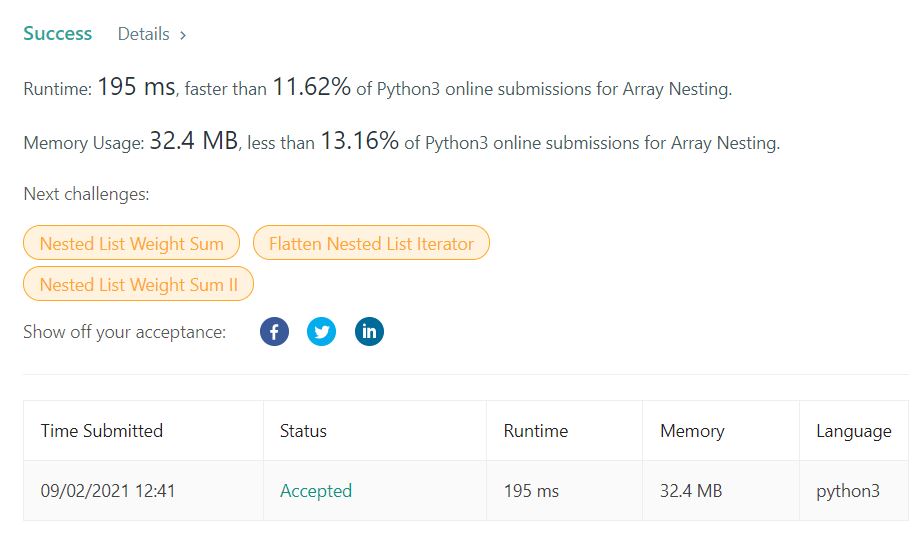 Success Details >
Runtime: 195 ms, faster than 11.62% of Python3 online submissions for Array Nesting.
Memory Usage: 32.4 MB, less than 13.16% of Python3 online submissions for Array Nesting.
Next challenges:
Nested List Weight Sum Flatten Nested List Iterator
Nested List Weight Sum II
Show off your acceptance: f in
Time Submitted Status Runtime Memory Language
09/02/2021 12:41 Accepted 195 ms 32.4 MB python3